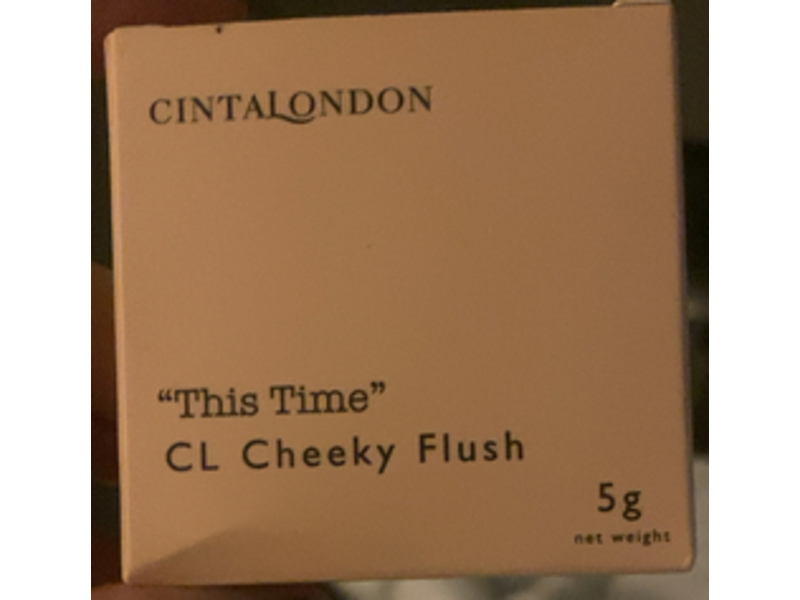 CINTALONDON
“This Time”
CL Cheeky Flush
5g
net weight